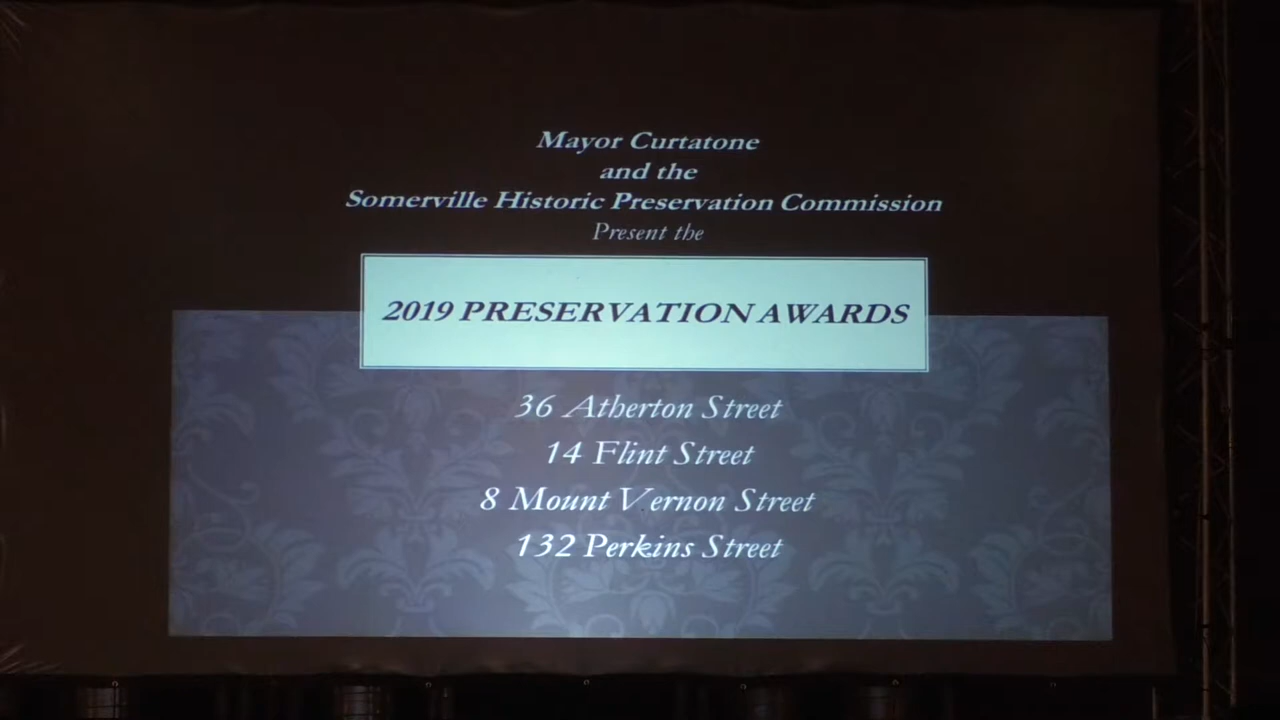 Mayor Curtatone
and the
Somerville Historic Preservation Commission
Present the
2019 PRESERVATION AWARDS
36 Atherton Street
14 Flint Street
8 Mount Vernon Street
132 Perkins Street